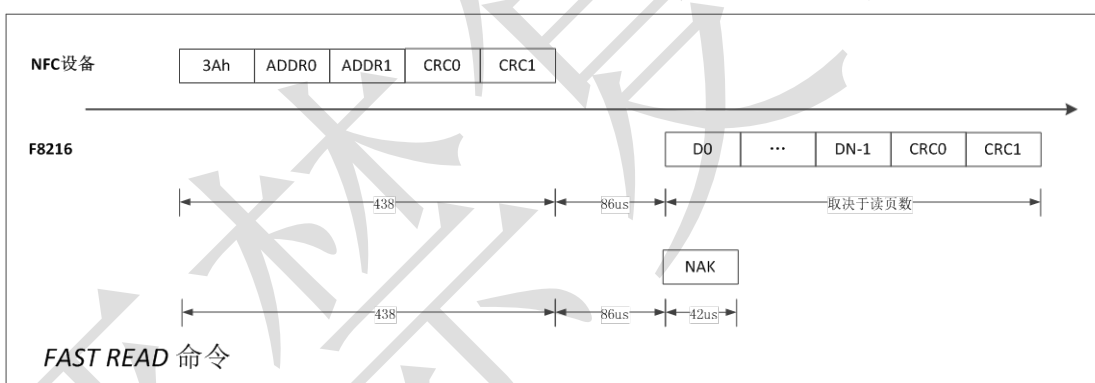 NFC设备
3Ah ADDR0 ADDR1 CRC0 CRC1
F8216
D0 ... DN-1 CRC0 CRC1
438 86us 取决于读页数
NAK
438 86us 42us
FAST READ 命令